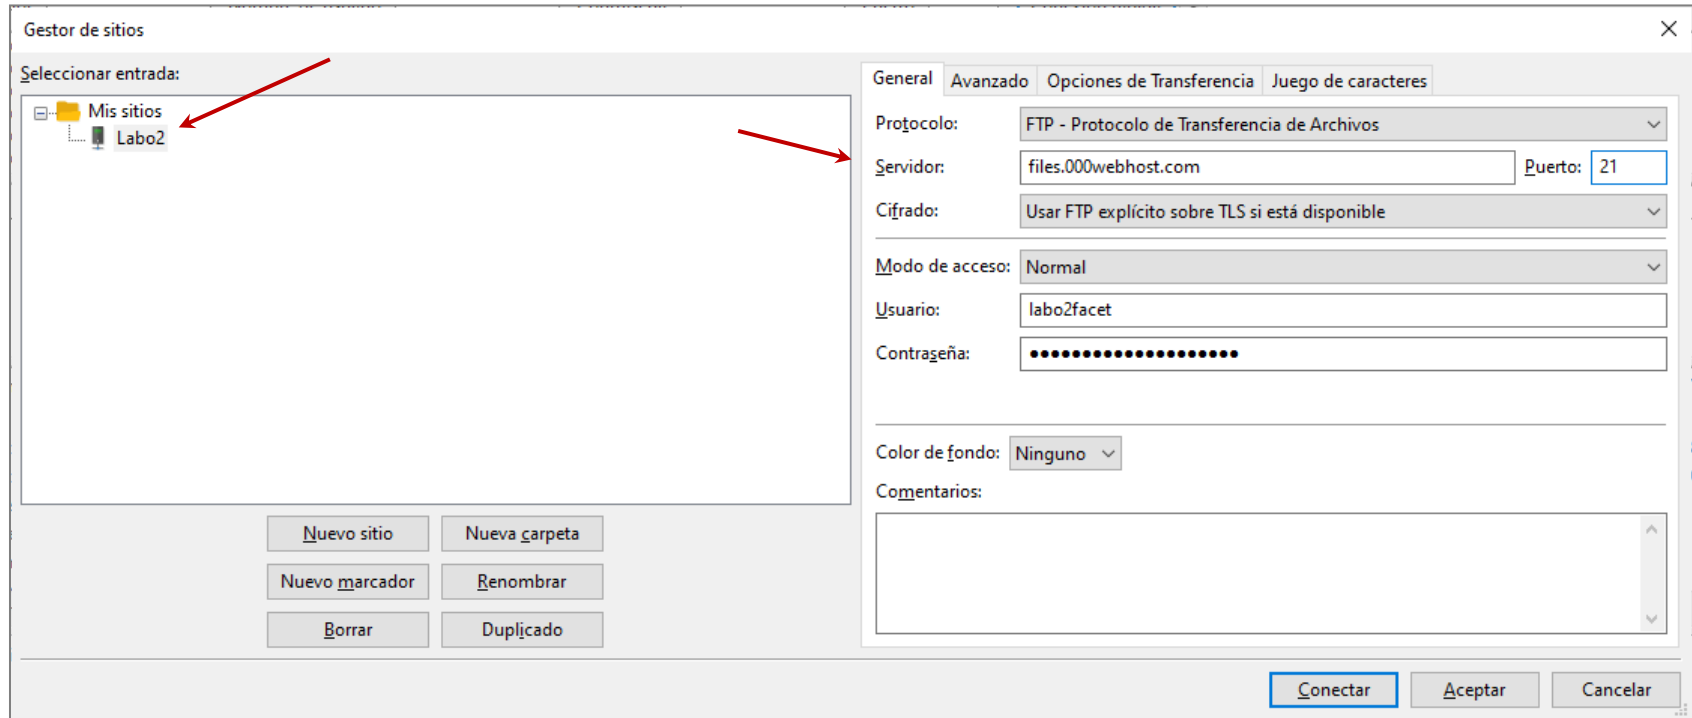 Gestor de sitios
Seleccionar entrada:
Mis sitios
Labo2
Nuevo sitio
Nueva carpeta
Nuevo marcador
Renombrar
Borrar
Duplicado
General
Avanzado
Opciones de Transferencia
Juego de caracteres
Protocolo:
FTP - Protocolo de Transferencia de Archivos
Servidor:
files.000webhost.com
Puerto:
21
Cifrado:
Usar FTP explícito sobre TLS si está disponible
Modo de acceso:
Normal
Usuario:
labo2facet
Contraseña:
••••••••••••••••••••
Color de fondo:
Ninguno
Comentarios:
Conectar
Aceptar
Cancelar